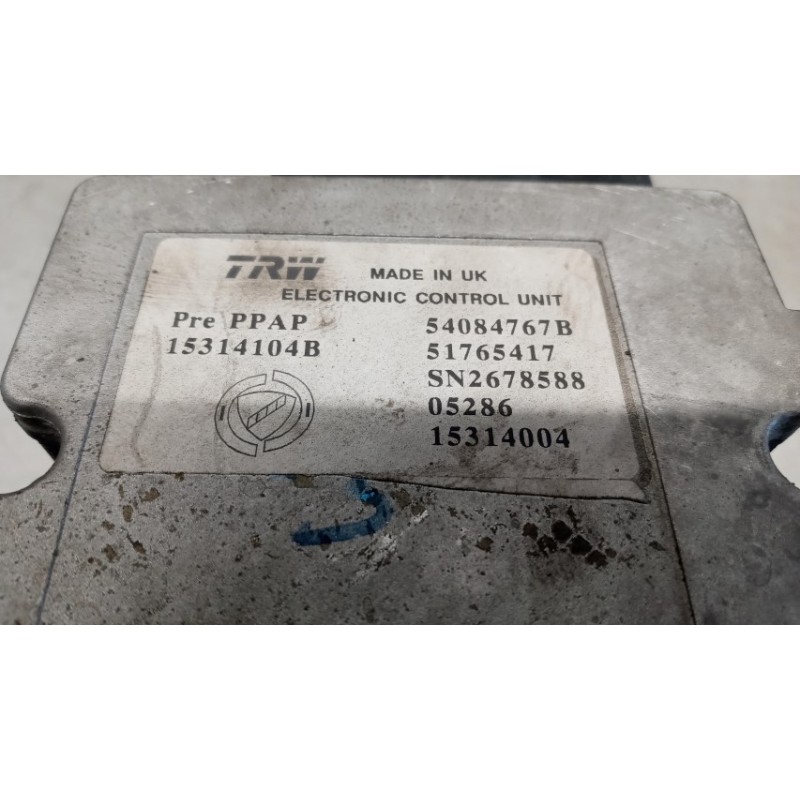 TRW MADE IN UK
ELECTRONIC CONTROL UNIT
Pre PPAP 54084767B
15314104B 51765417
SN2678588
05286
15314004